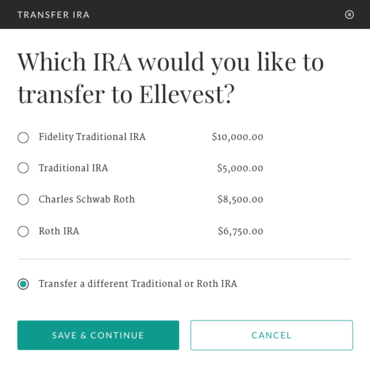 TRANSFER IRA
Which IRA would you like to
transfer to Ellevest?
Fidelity Traditional IRA $10,000.00
Traditional IRA $5,000.00
Charles Schwab Roth $8,500.00
Roth IRA $6,750.00
Transfer a different Traditional or Roth IRA
SAVE & CONTINUE CANCEL